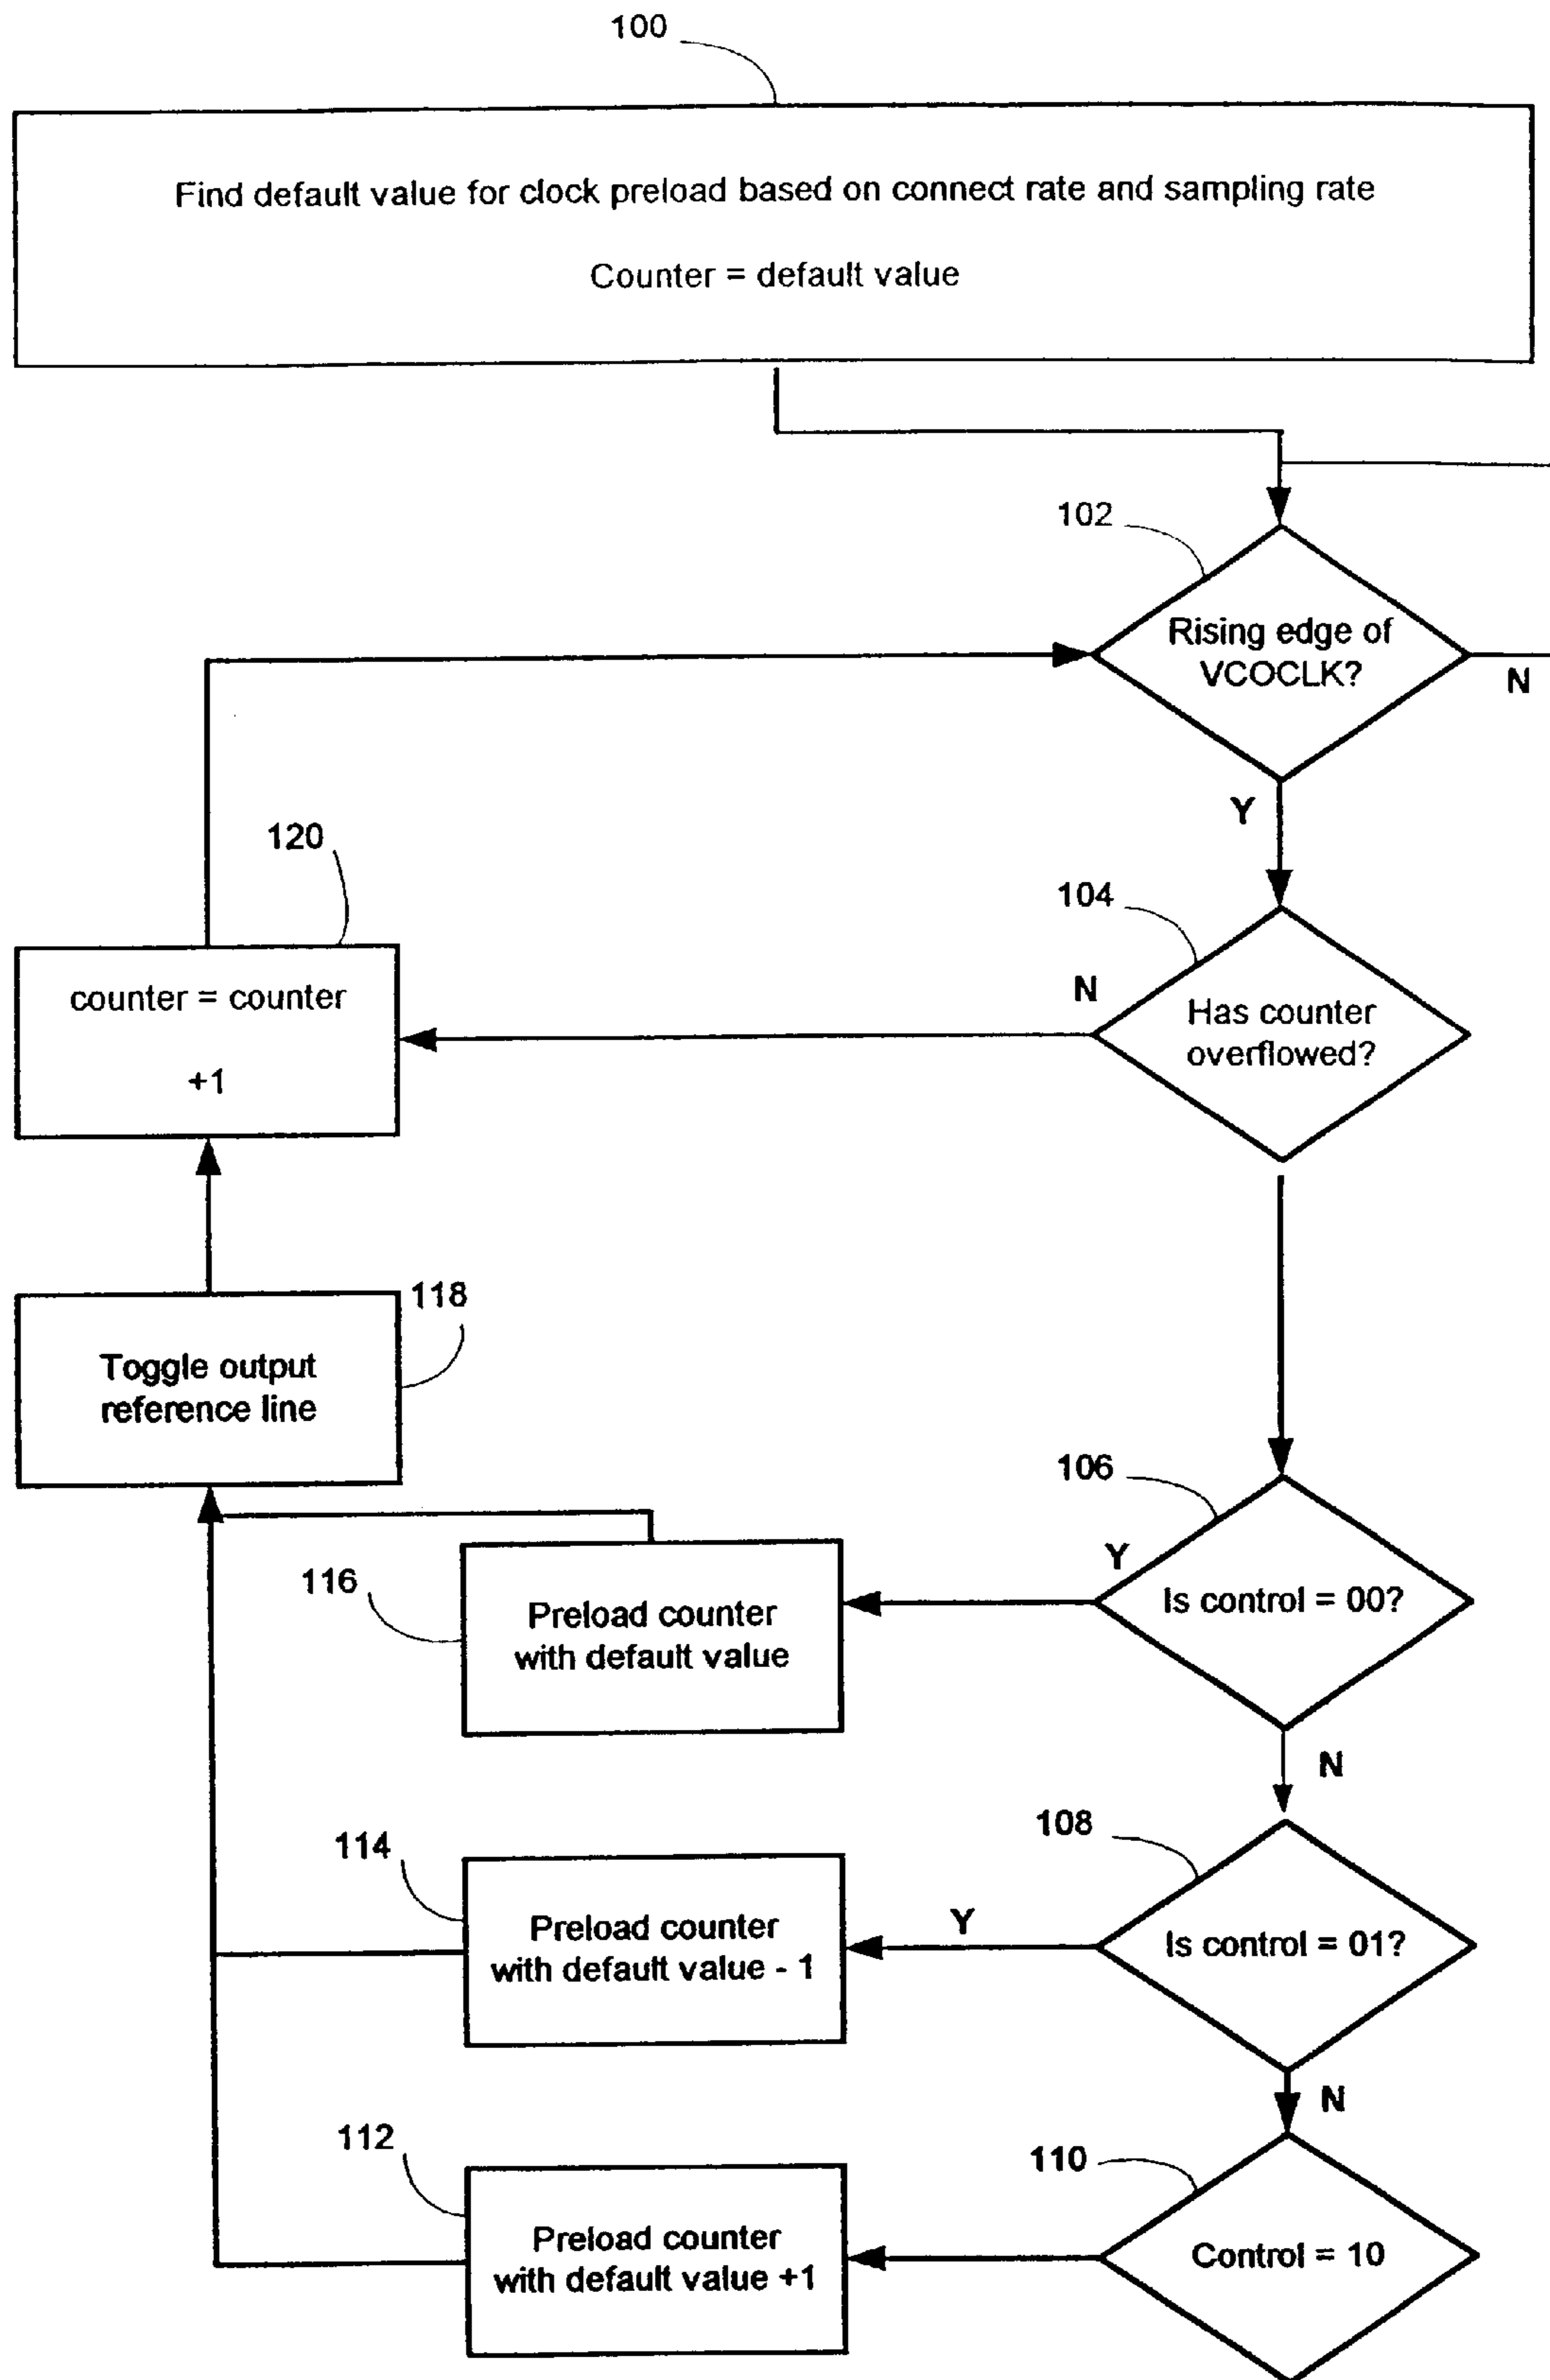 100
Find default value for clock preload based on connect rate and sampling rate
Counter = default value
102
Rising edge of
VCOCLK?
N
Y
120
counter = counter
+1
104
N
Has counter
overflowed?
118
Toggle output
reference line
106
Y
Is control = 00?
116
Preload counter
with default value
N
108
114
Y
Preload counter
with default value - 1
Is control = 01?
N
112
110
Preload counter
with default value +1
Control = 10